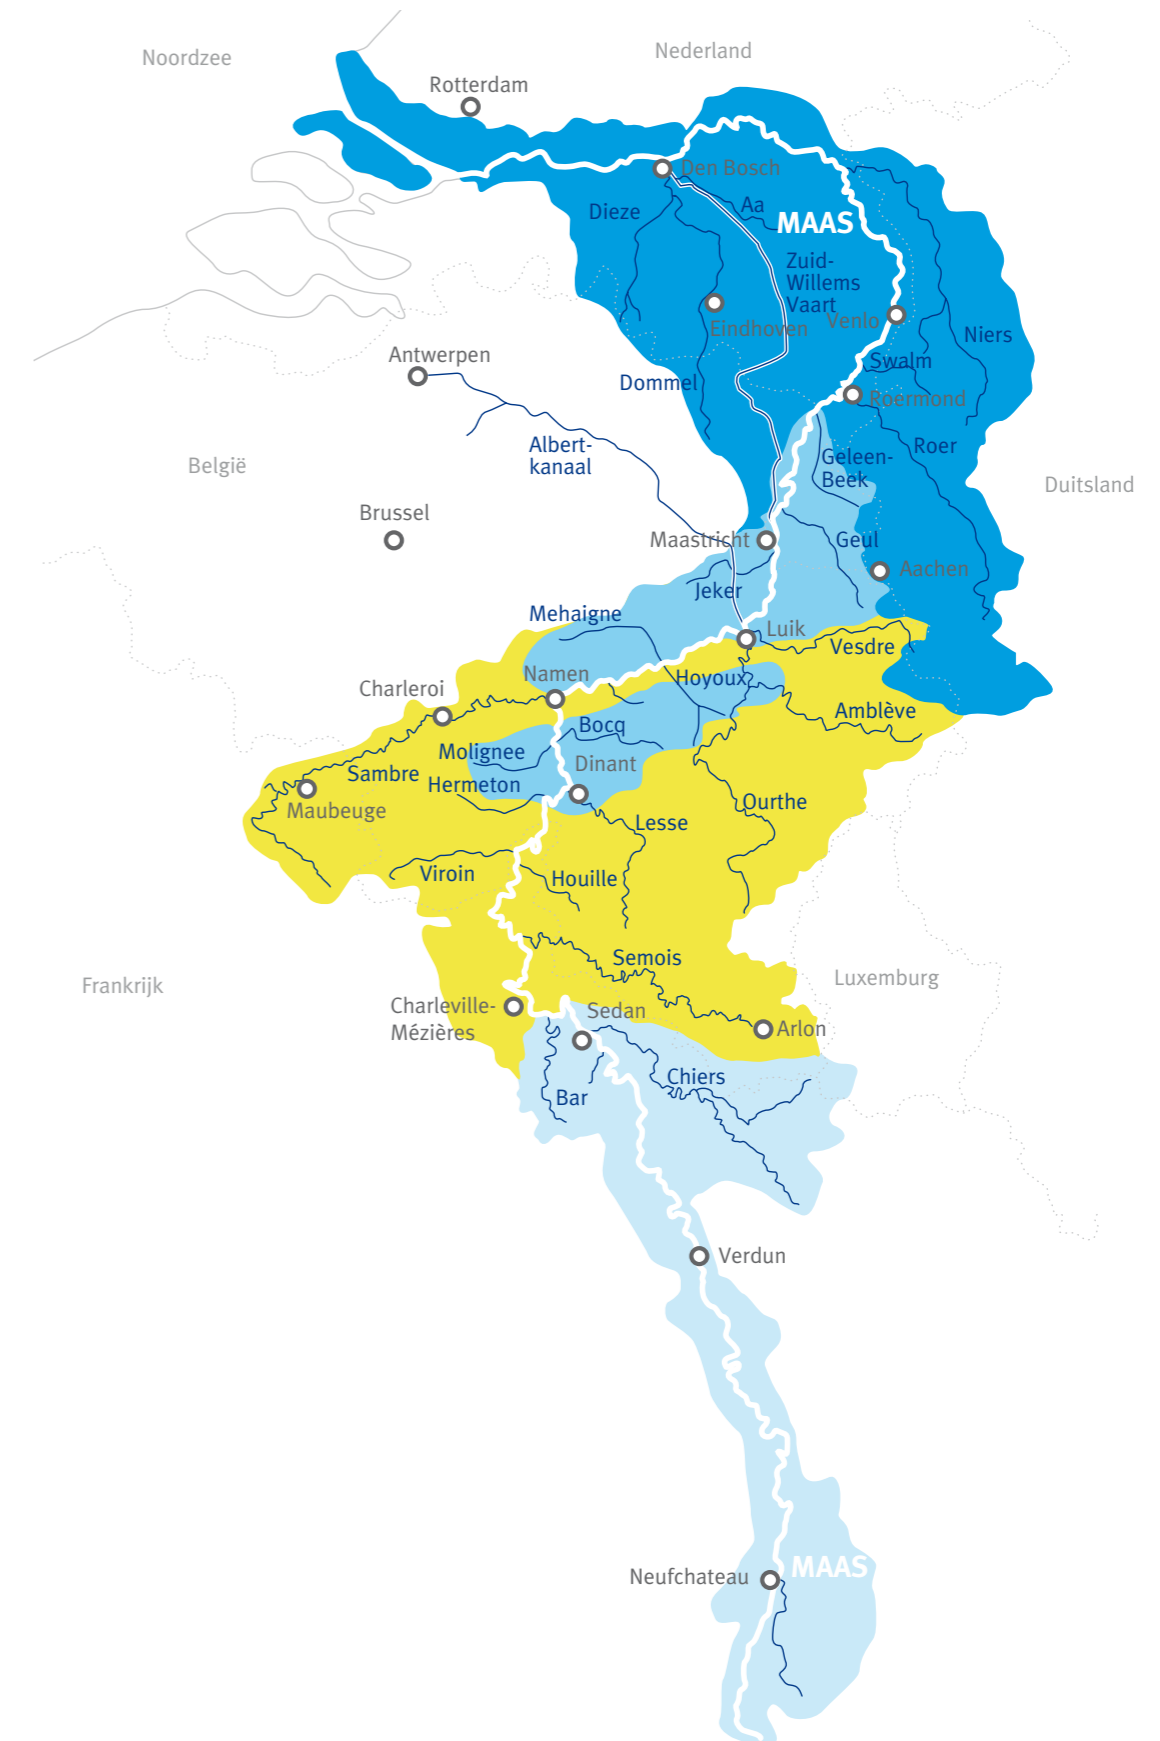 Noordzee
Nederland
Rotterdam
Den Bosch
Dieze
Aa
MAAS
Zuid-
Willems
Vaart
Eindhoven
Venlo
Niers
Antwerpen
Swalm
Dommel
Roermond
Albert-
kanaal
Geleen-
Beek
Roer
België
Duitsland
Brussel
Maastricht
Geul
Aachen
Jeker
Mehaigne
Luik
Vesdre
Namen
Hoyoux
Charleroi
Amblève
Bocq
Molignee
Dinant
Sambre
Hermeton
Maubeuge
Ourthe
Lesse
Viroin
Houille
Semois
Frankrijk
Luxemburg
Charleville-
Mézières
Sedan
Arlon
Chiers
Bar
Verdun
Neufchateau
MAAS